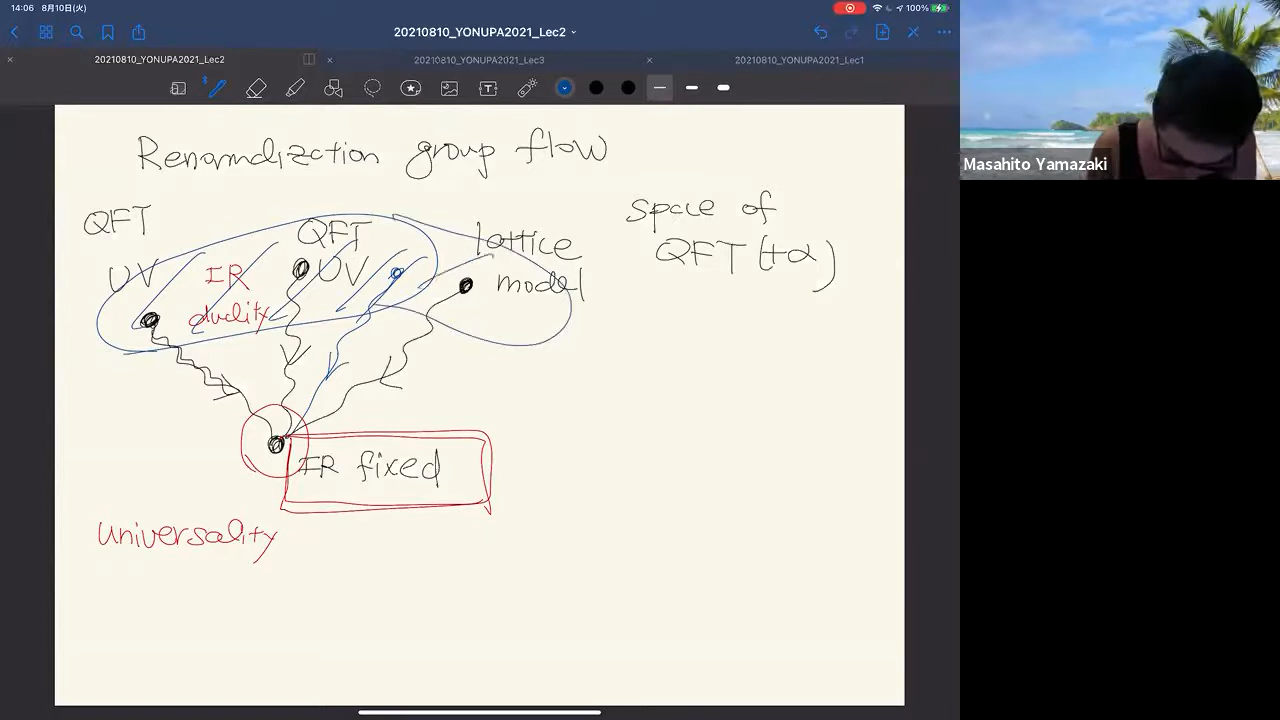 14:06 8月10日(火)
100%
20210810_YONUPA2021_Lec2
20210810_YONUPA2021_Lec2
20210810_YONUPA2021_Lec3
20210810_YONUPA2021_Lec1
Masahito Yamazaki
Renormalization group flow
space of
QFT (+α)
QFT
UV
IR
duality
QFT
UV
lattice
model
IR fixed
universality